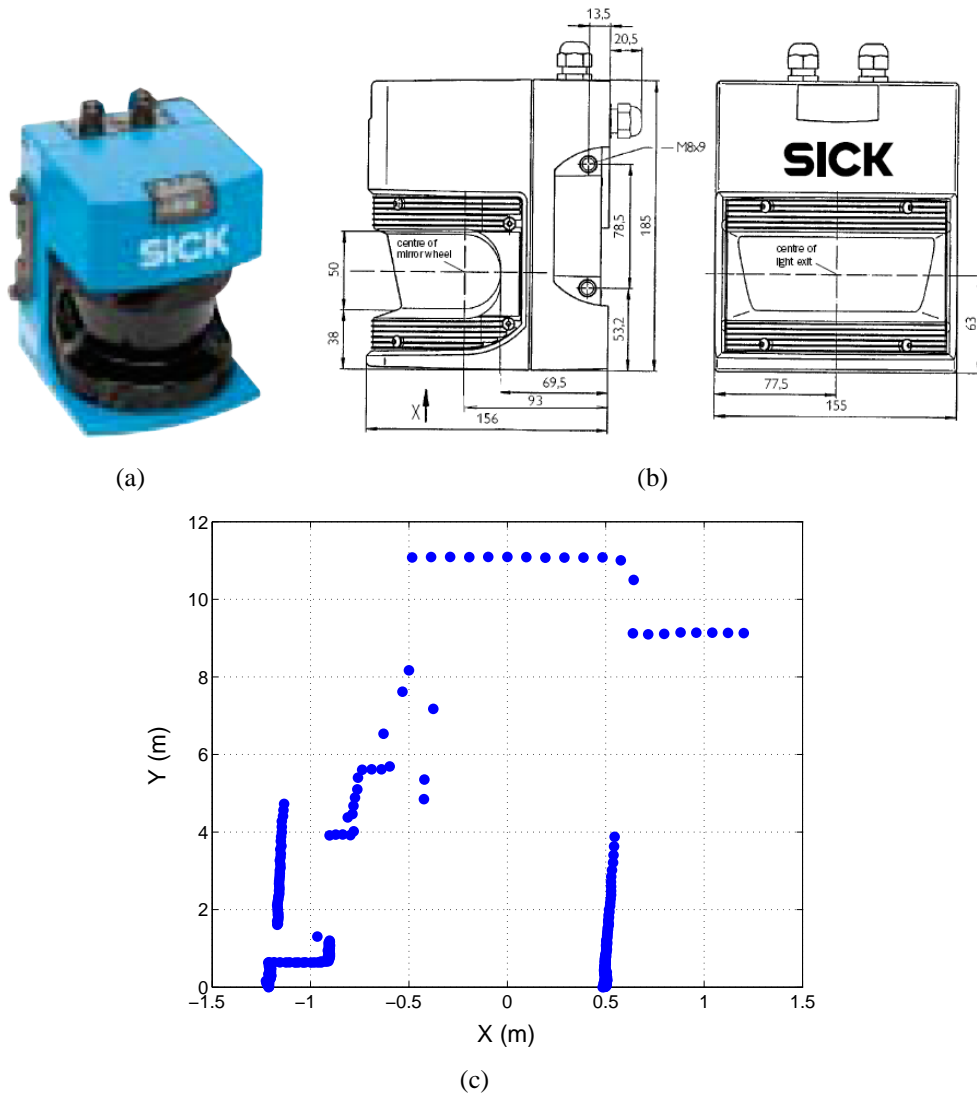 SICK
13,5
20,5
M8x9
SICK
centre of
mirror wheel
centre of
light exit
50
38
78,5
185
53,2
63
69,5
93
156
X
77,5
155
(a)
(b)
12
10
8
6
4
2
0
Y (m)
−1.5
−1
−0.5
0
0.5
1
1.5
X (m)
(c)